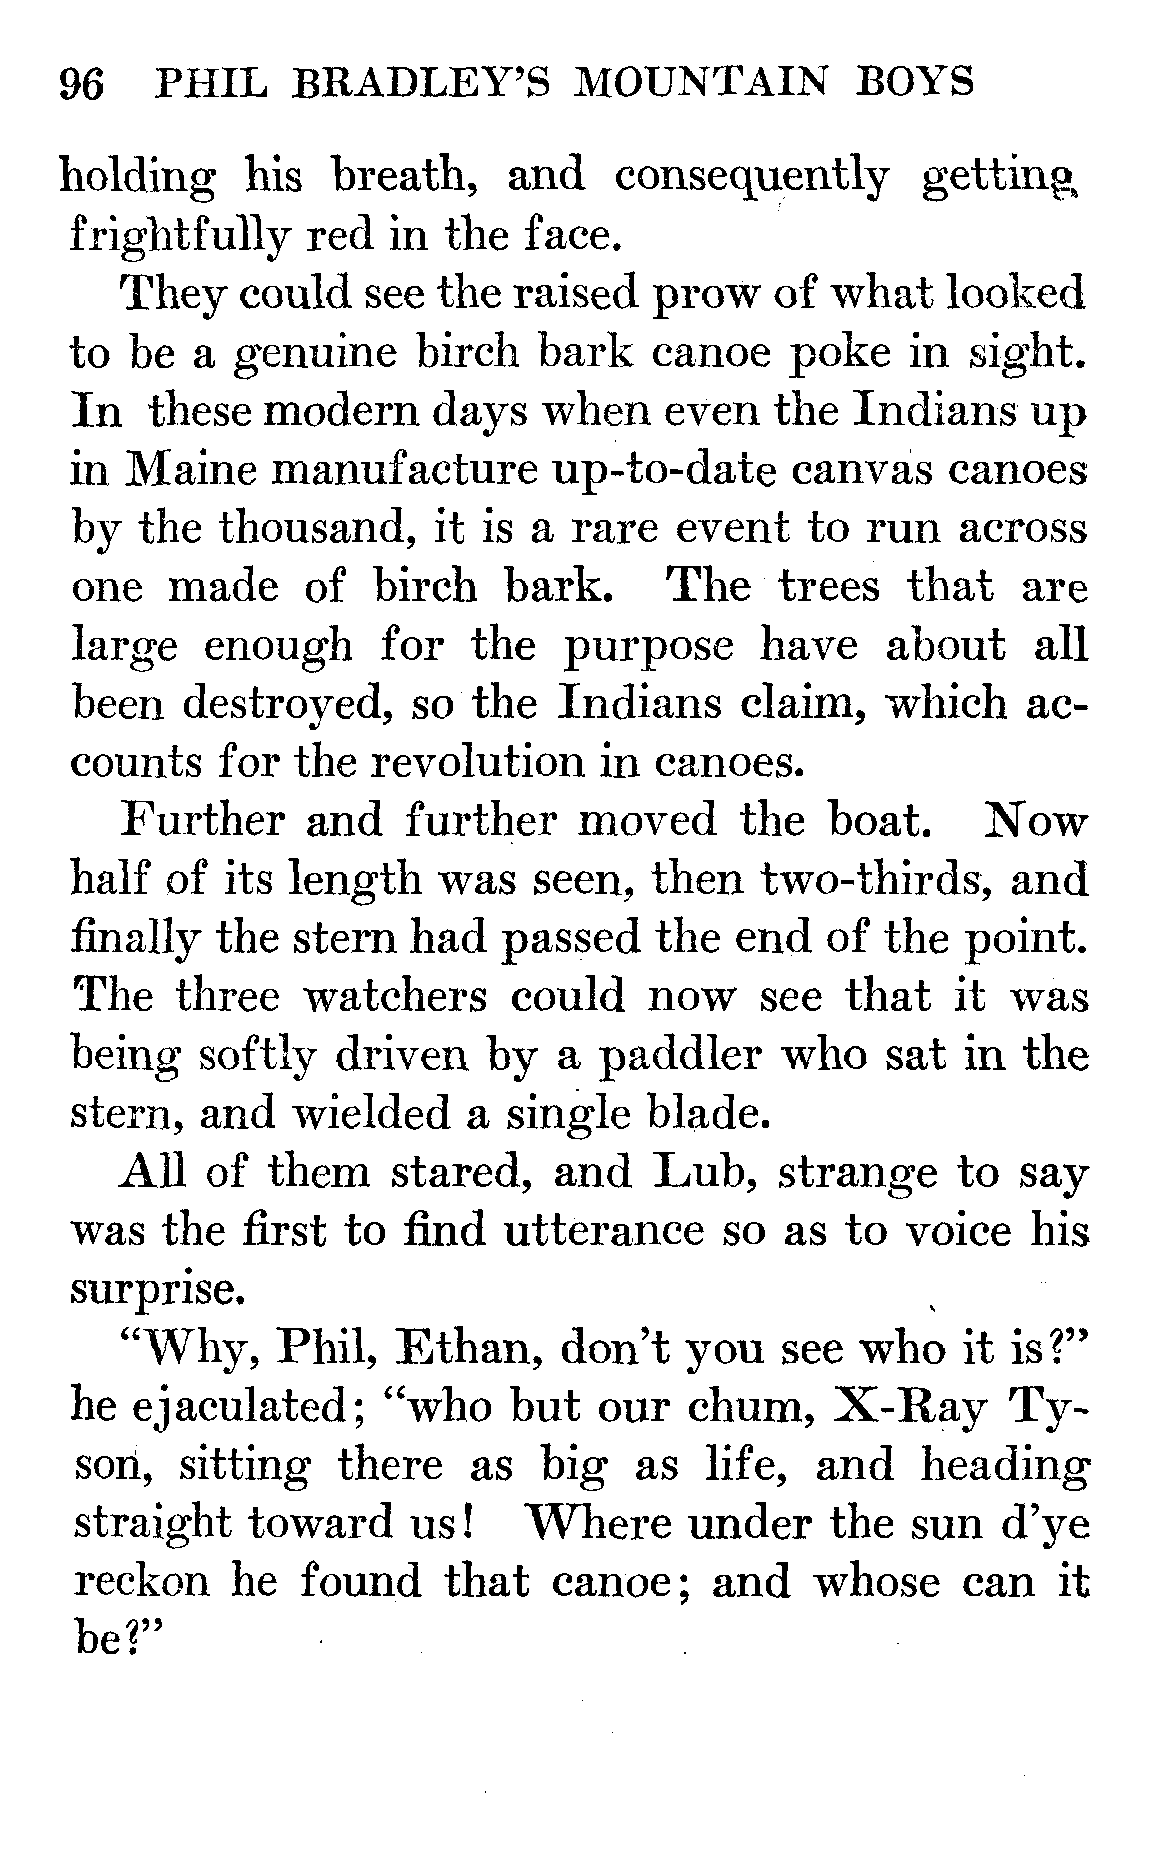 96 PHIL BRADLEY'S MOUNTAIN BOYS
holding his breath, and consequently getting
frightfully red in the face.
They could see the raised prow of what looked
to be a genuine birch bark canoe poke in sight.
In these modern days when even the Indians up
in Maine manufacture up-to-date canvas canoes
by the thousand, it is a rare event to run across
one made of birch bark. The trees that are
large enough for the purpose have about all
been destroyed, so the Indians claim, which ac-
counts for the revolution in canoes.
Further and further moved the boat. Now
half of its length was seen, then two-thirds, and
finally the stern had passed the end of the point.
The three watchers could now see that it was
being softly driven by a paddler who sat in the
stern, and wielded a single blade.
All of them stared, and Lub, strange to say
was the first to find utterance so as to voice his
surprise.
“Why, Phil, Ethan, don't you see who it is?”
he ejaculated; “who but our chum, X-Ray Ty-
son, sitting there as big as life, and heading
straight toward us! Where under the sun d'ye
reckon he found that canoe; and whose can it
be?”